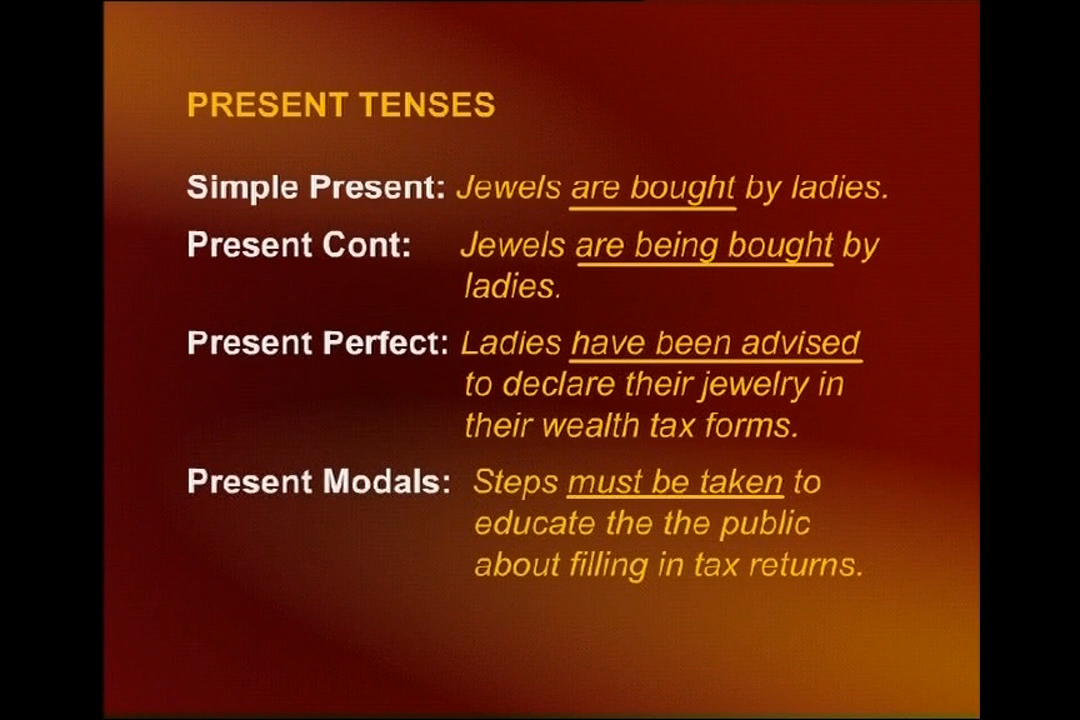 PRESENT TENSES
Simple Present: Jewels are bought by ladies.
Present Cont: Jewels are being bought by
ladies.
Present Perfect: Ladies have been advised
to declare their jewelry in
their wealth tax forms.
Present Modals: Steps must be taken to
educate the the public
about filling in tax returns.